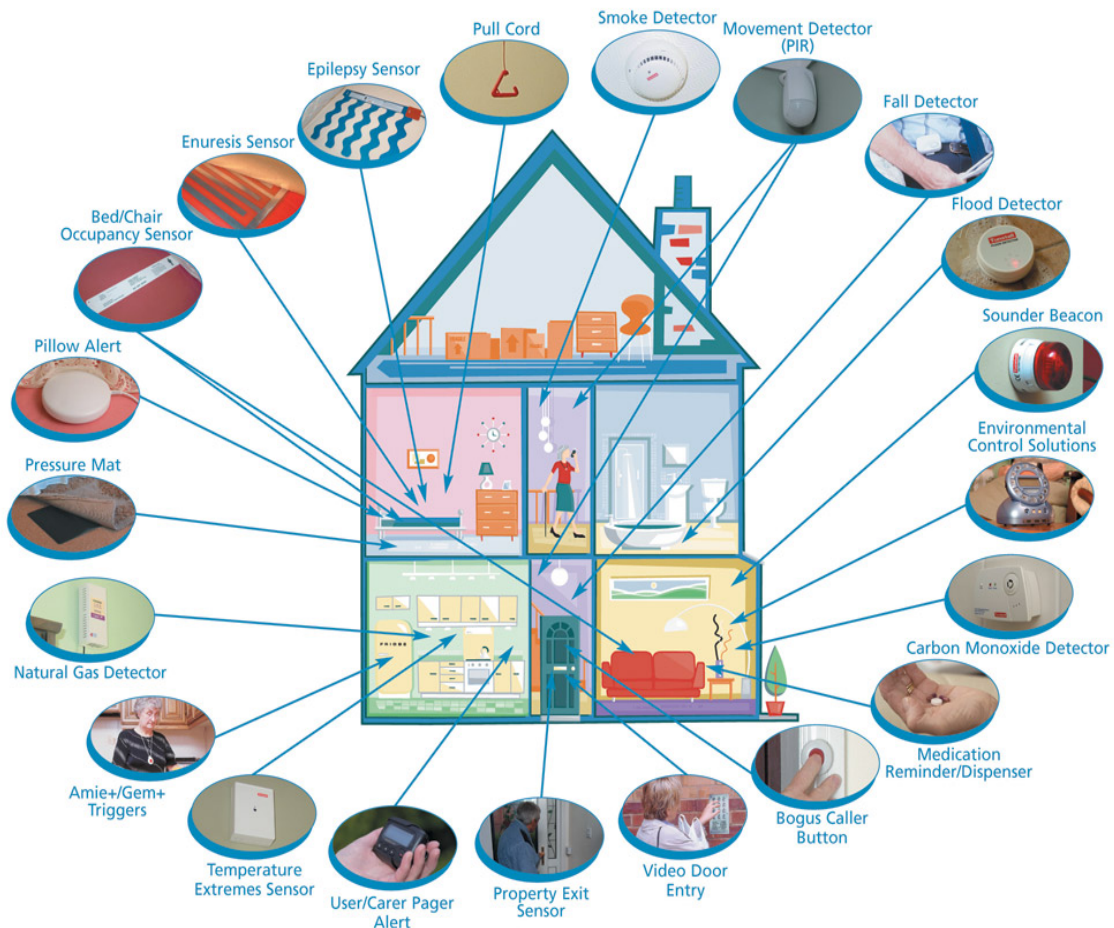 Pull Cord
Smoke Detector
Movement Detector
(PIR)
Epilepsy Sensor
Fall Detector
Enuresis Sensor
Flood Detector
Bed/Chair
Occupancy Sensor
Sounder Beacon
Pillow Alert
Environmental
Control Solutions
Pressure Mat
FRIDGE
Natural Gas Detector
Carbon Monoxide Detector
Medication
Reminder/Dispenser
Amie+/Gem+
Triggers
Bogus Caller
Button
Temperature
Extremes Sensor
User/Carer Pager
Alert
Property Exit
Sensor
Video Door
Entry